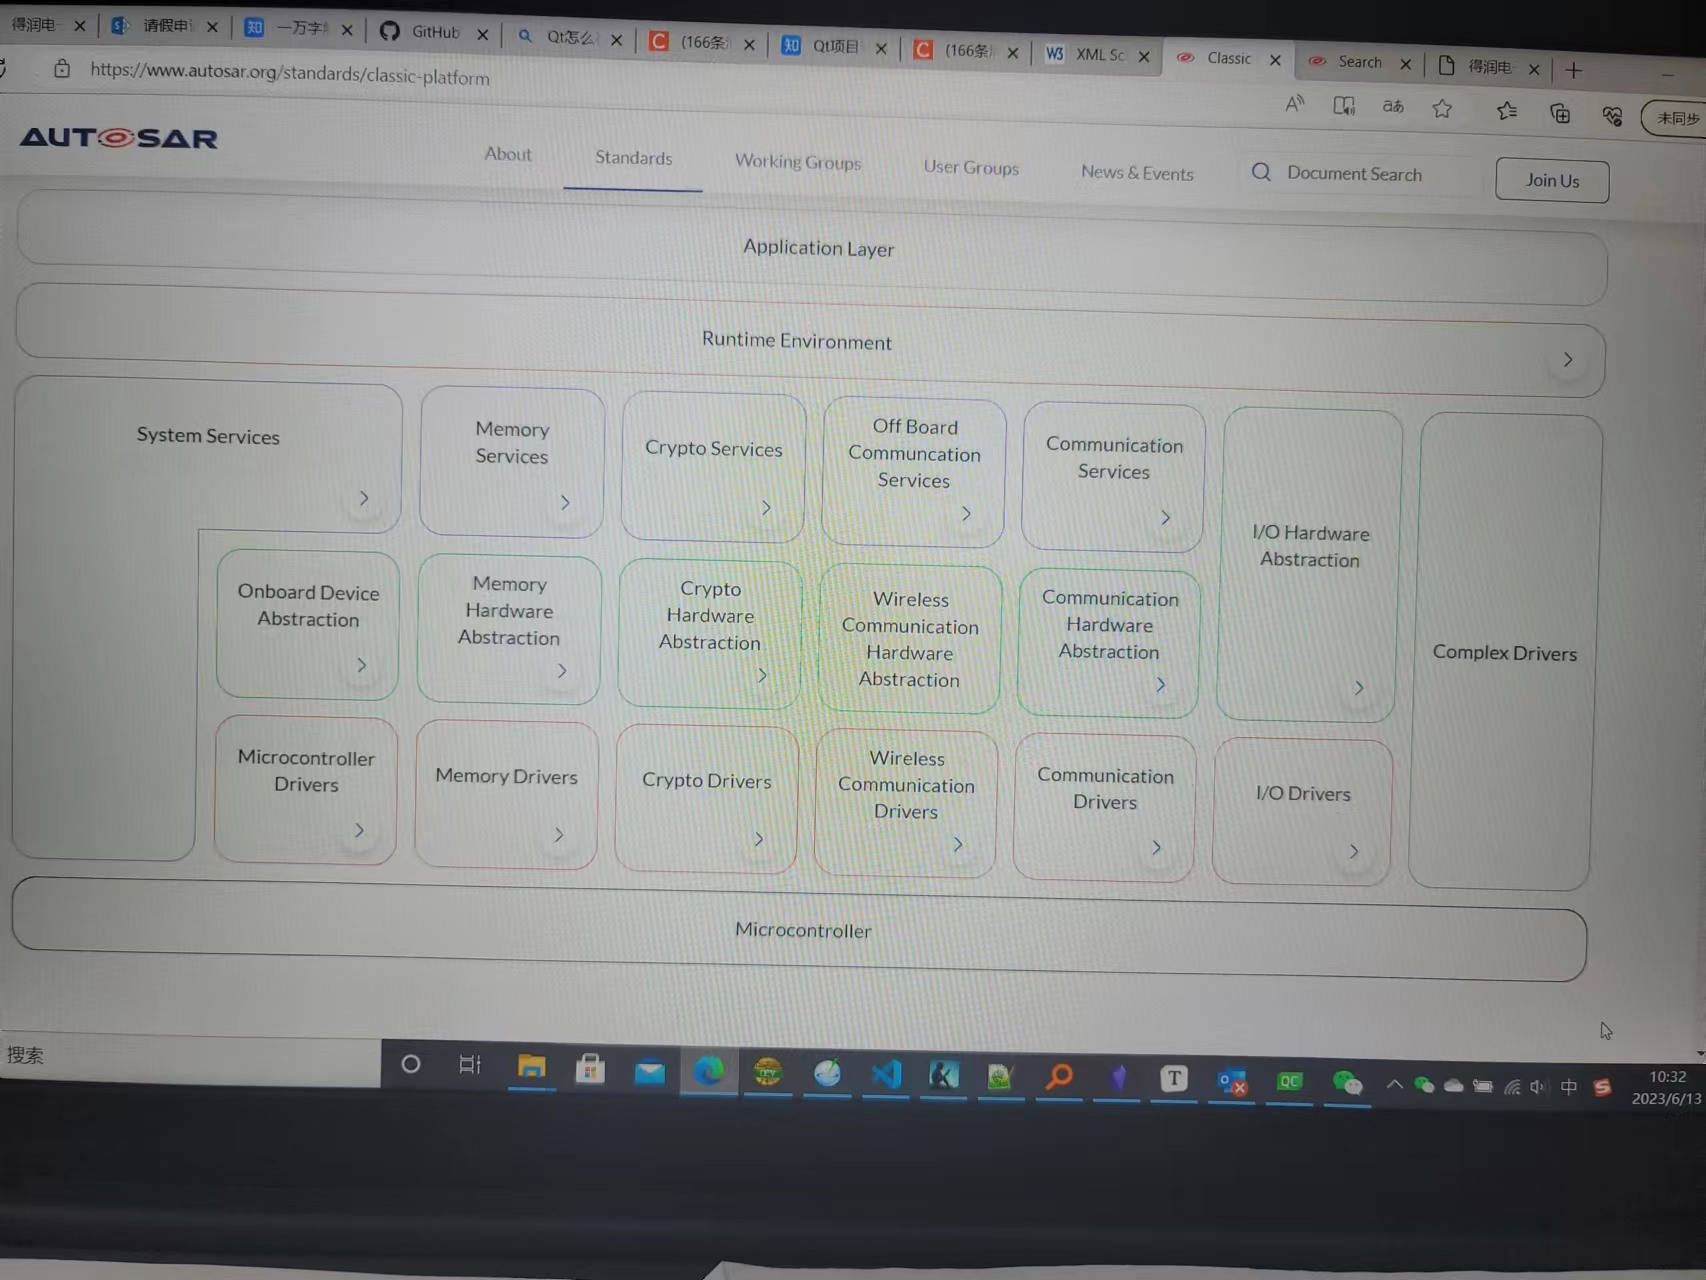 得润电
请假申
一万字
GitHub
Qt怎么
(166条
Qt项目
(166条
XML Sc
Classic
Search
得润电
https://www.autosar.org/standards/classic-platform
未同步
AUTOSAR
About
Standards
Working Groups
User Groups
News & Events
Document Search
Join Us
Application Layer
Runtime Environment
System Services
Memory
Services
Crypto Services
Off Board
Communcation
Services
Communication
Services
I/O Hardware
Abstraction
Complex Drivers
Onboard Device
Abstraction
Memory
Hardware
Abstraction
Crypto
Hardware
Abstraction
Wireless
Communication
Hardware
Abstraction
Communication
Hardware
Abstraction
Microcontroller
Drivers
Memory Drivers
Crypto Drivers
Wireless
Communication
Drivers
Communication
Drivers
I/O Drivers
Microcontroller
搜索
QC
中
10:32
2023/6/13